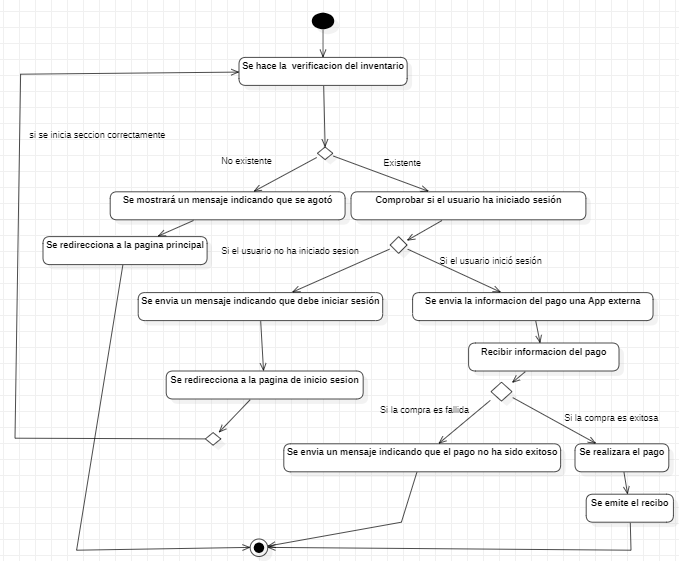 Se hace la verificacion del inventario
si se inicia seccion correctamente
No existente
Existente
Se mostrará un mensaje indicando que se agotó
Comprobar si el usuario ha iniciado sesión
Se redirecciona a la pagina principal
Si el usuario no ha iniciado sesion
Si el usuario inició sesión
Se envia un mensaje indicando que debe iniciar sesión
Se envia la informacion del pago una App externa
Recibir informacion del pago
Se redirecciona a la pagina de inicio sesion
Si la compra es fallida
Si la compra es exitosa
Se envia un mensaje indicando que el pago no ha sido exitoso
Se realizara el pago
Se emite el recibo